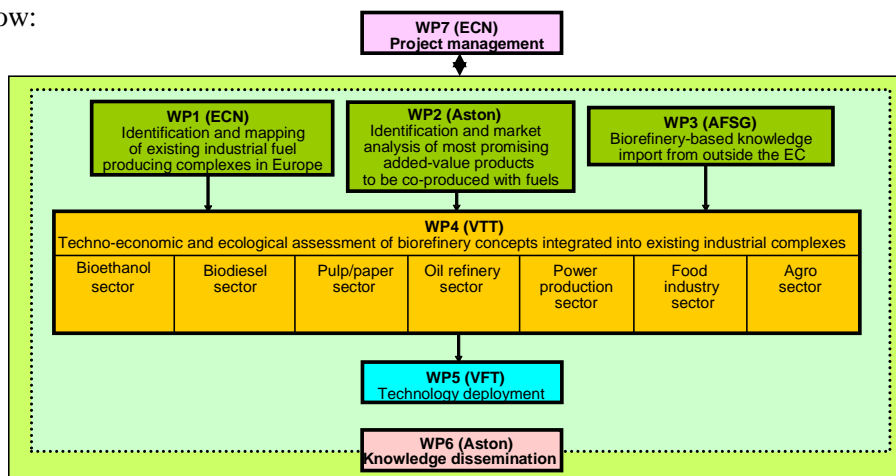 ow:
WP7 (ECN)
Project management
WP1 (ECN)
Identification and mapping
of existing industrial fuel
producing complexes in Europe
WP2 (Aston)
Identification and market
analysis of most promising
added-value products
to be co-produced with fuels
WP3 (AFSG)
Biorefinery-based knowledge
import from outside the EC
WP4 (VTT)
Techno-economic and ecological assessment of biorefinery concepts integrated into existing industrial complexes
Bioethanol
sector
Biodiesel
sector
Pulp/paper
sector
Oil refinery
sector
Power
production
sector
Food
industry
sector
Agro
sector
WP5 (VFT)
Technology deployment
WP6 (Aston)
Knowledge dissemination